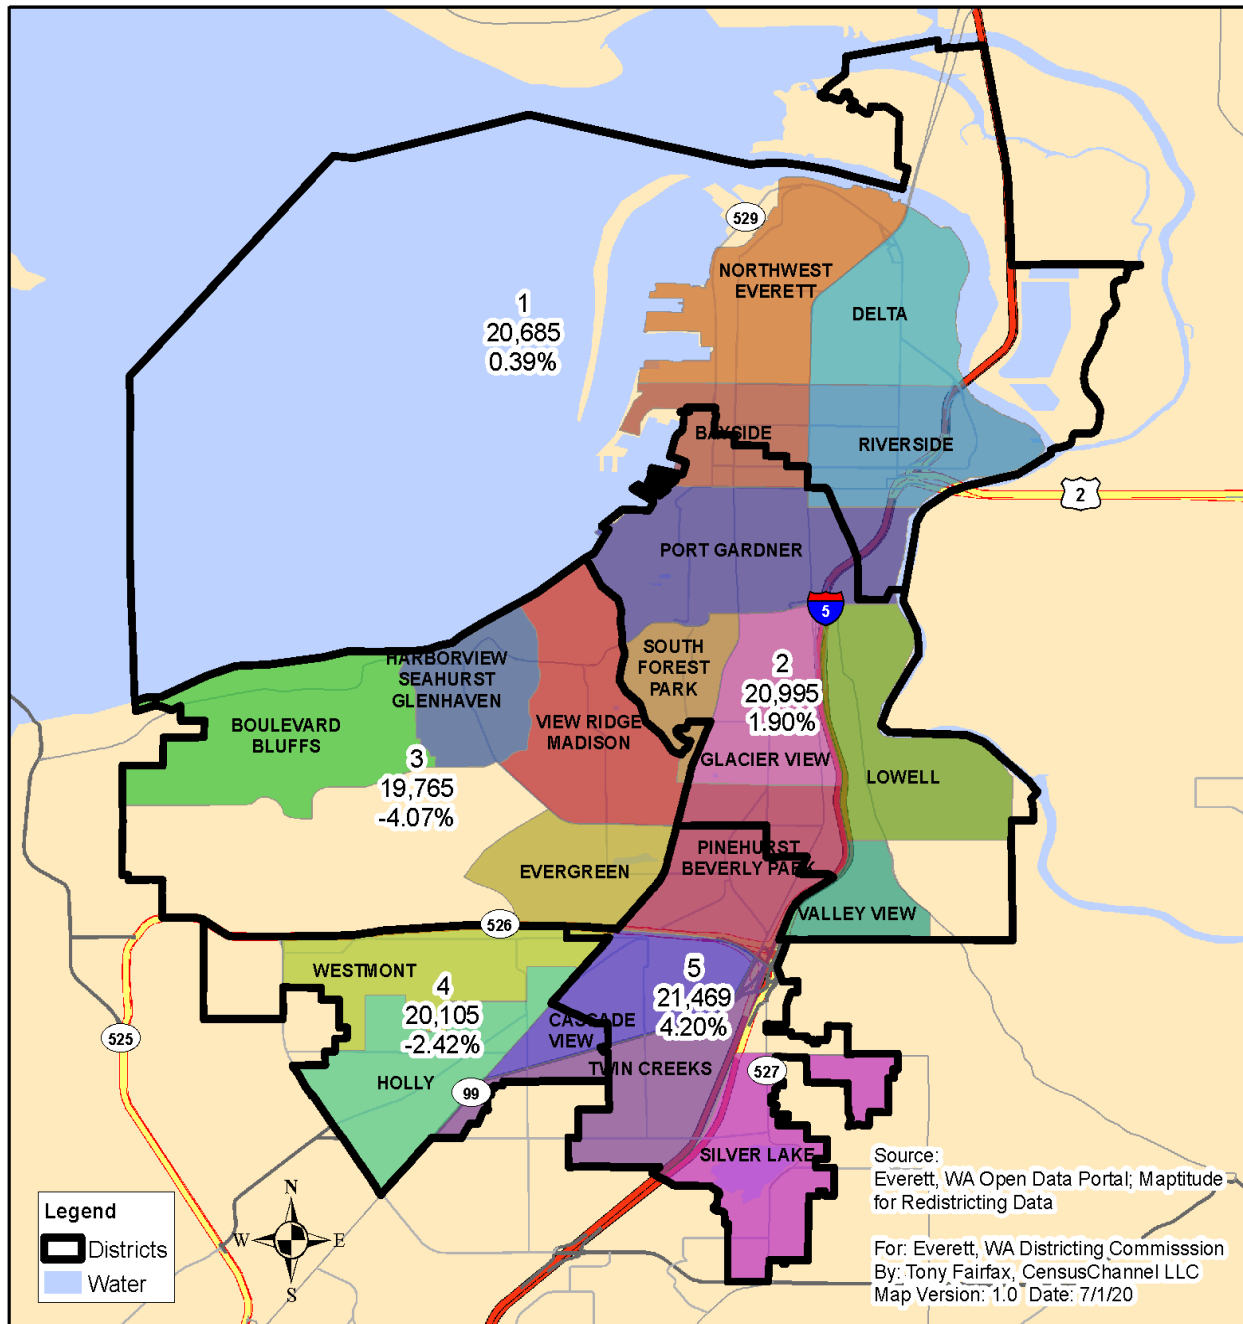 529
NORTHWEST
EVERETT
DELTA
1
20,685
0.39%
BAYSIDE
RIVERSIDE
2
PORT GARDNER
5
SOUTH
FOREST
PARK
2
20,995
1.90%
HARBORVIEW
SEAHURST
GLENHAVEN
BOULEVARD
BLUFFS
VIEW RIDGE
MADISON
GLACIER VIEW
LOWELL
3
19,765
-4.07%
EVERGREEN
PINEHURST
BEVERLY PARK
VALLEY VIEW
526
WESTMONT
4
20,105
-2.42%
5
21,469
4.20%
CASCADE
VIEW
525
TWIN CREEKS
527
HOLLY
99
SILVER LAKE
Source:
Everett, WA Open Data Portal; Maptitude
for Redistricting Data
For: Everett, WA Districting Commisssion
By: Tony Fairfax, CensusChannel LLC
Map Version: 1.0 Date: 7/1/20
Legend
Districts
Water
N
W
E
S